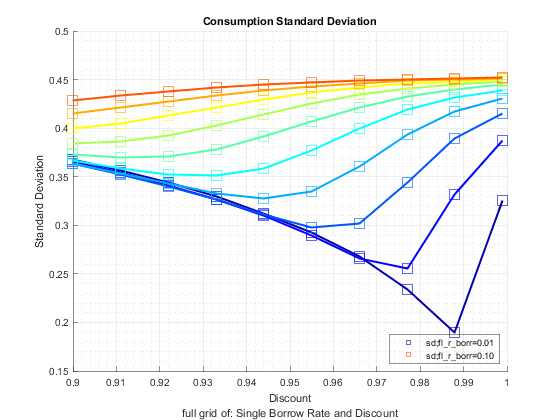 Consumption Standard Deviation
Standard Deviation
0.5
0.45
0.4
0.35
0.3
0.25
0.2
0.15
sd;fl_r_borr=0.01
sd;fl_r_borr=0.10
0.9 0.91 0.92 0.93 0.94 0.95 0.96 0.97 0.98 0.99 1
Discount
full grid of: Single Borrow Rate and Discount